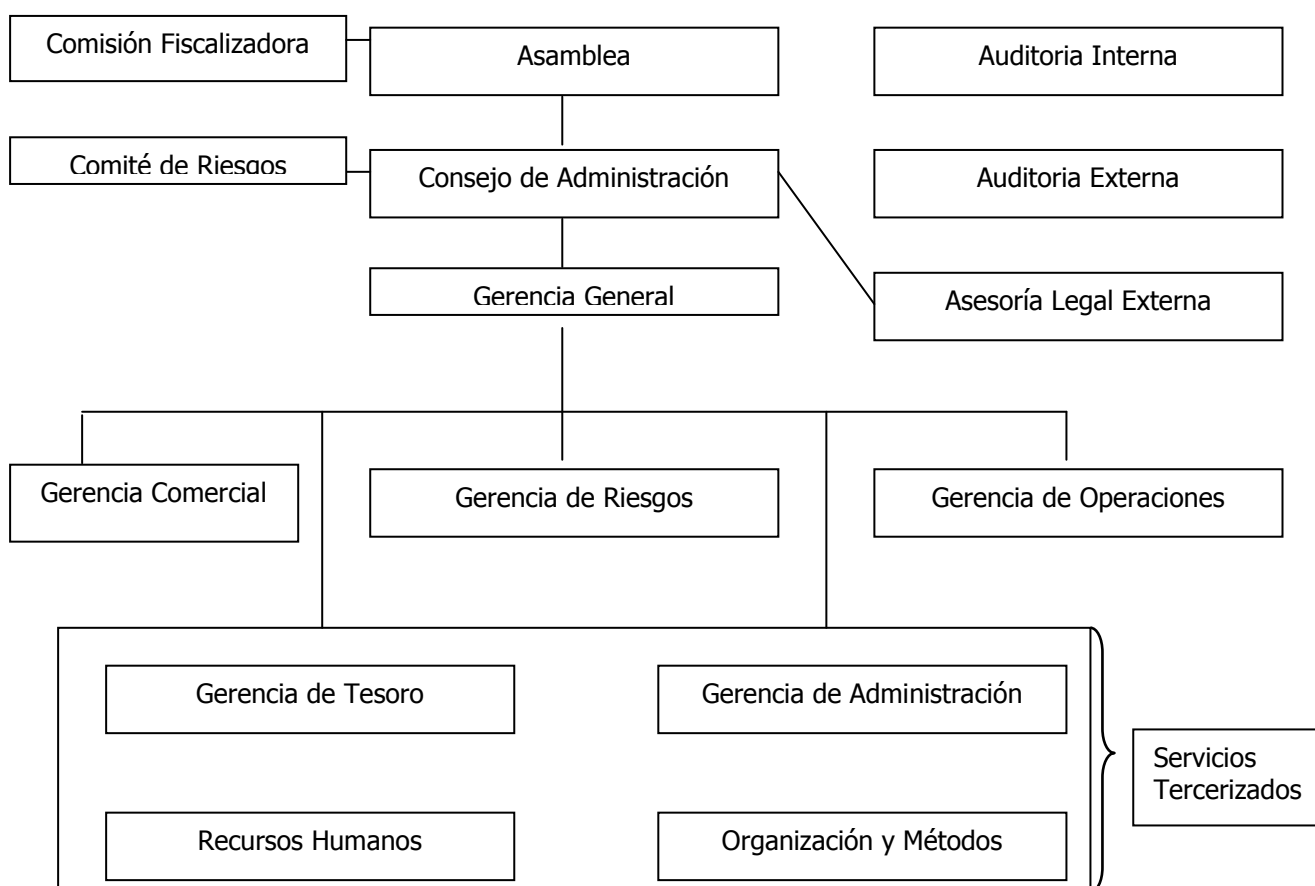 Comisión Fiscalizadora
Asamblea
Auditoria Interna
Comité de Riesgos
Consejo de Administración
Auditoria Externa
Gerencia General
Asesoría Legal Externa
Gerencia Comercial
Gerencia de Riesgos
Gerencia de Operaciones
Gerencia de Tesoro
Gerencia de Administración
Servicios
Tercerizados
Recursos Humanos
Organización y Métodos